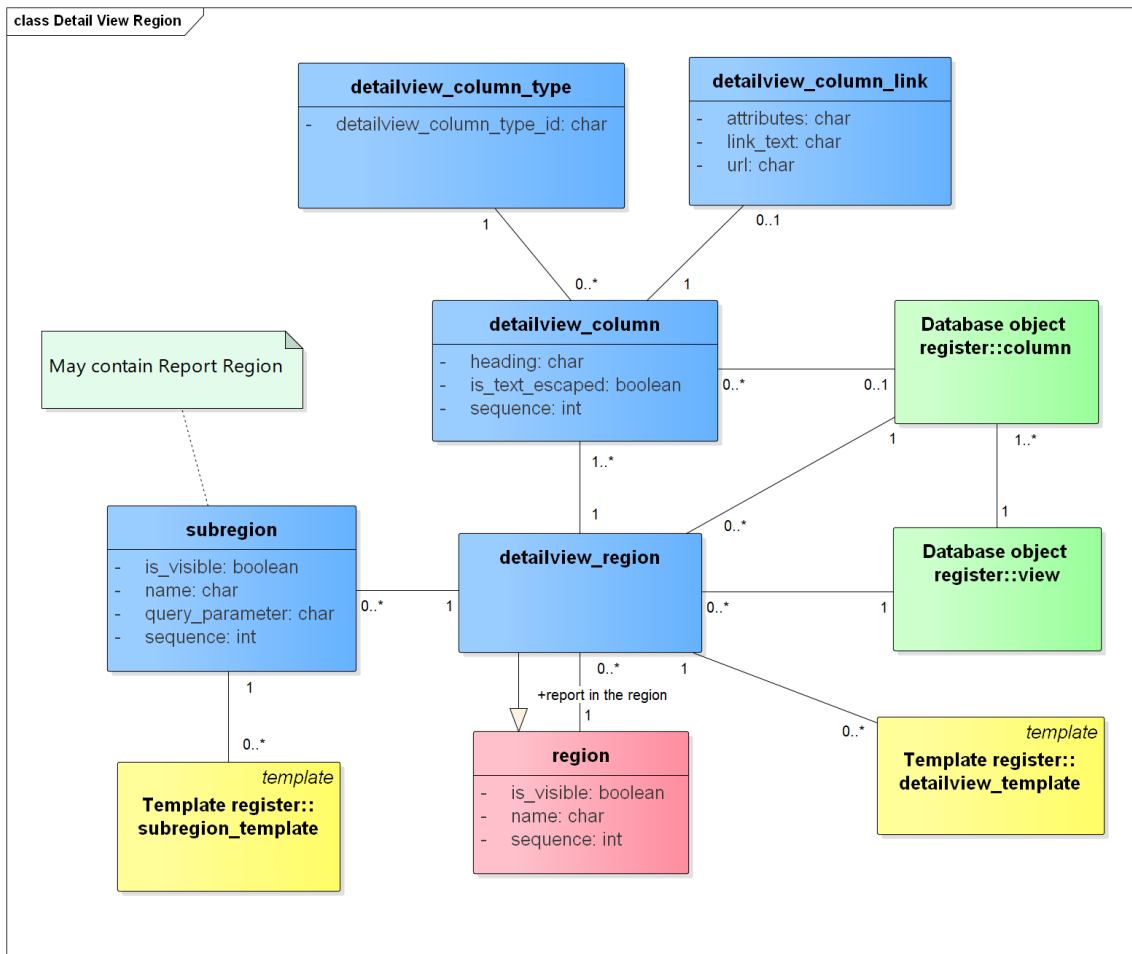 class Detail View Region
detailview_column_type
- detailview_column_type_id: char
detailview_column_link
- attributes: char
- link_text: char
- url: char
1
0..1
0..*
1
detailview_column
- heading: char
- is_text_escaped: boolean
- sequence: int
Database object
register::column
0..*
0..1
May contain Report Region
1..*
1
1..*
1
0..*
1
subregion
- is_visible: boolean
- name: char
- query_parameter: char
- sequence: int
detailview_region
Database object
register::view
0..*
1
0..*
1
1
0..*
0..*
1
+report in the region
1
0..*
template
Template register::
subregion_template
region
- is_visible: boolean
- name: char
- sequence: int
template
Template register::
detailview_template